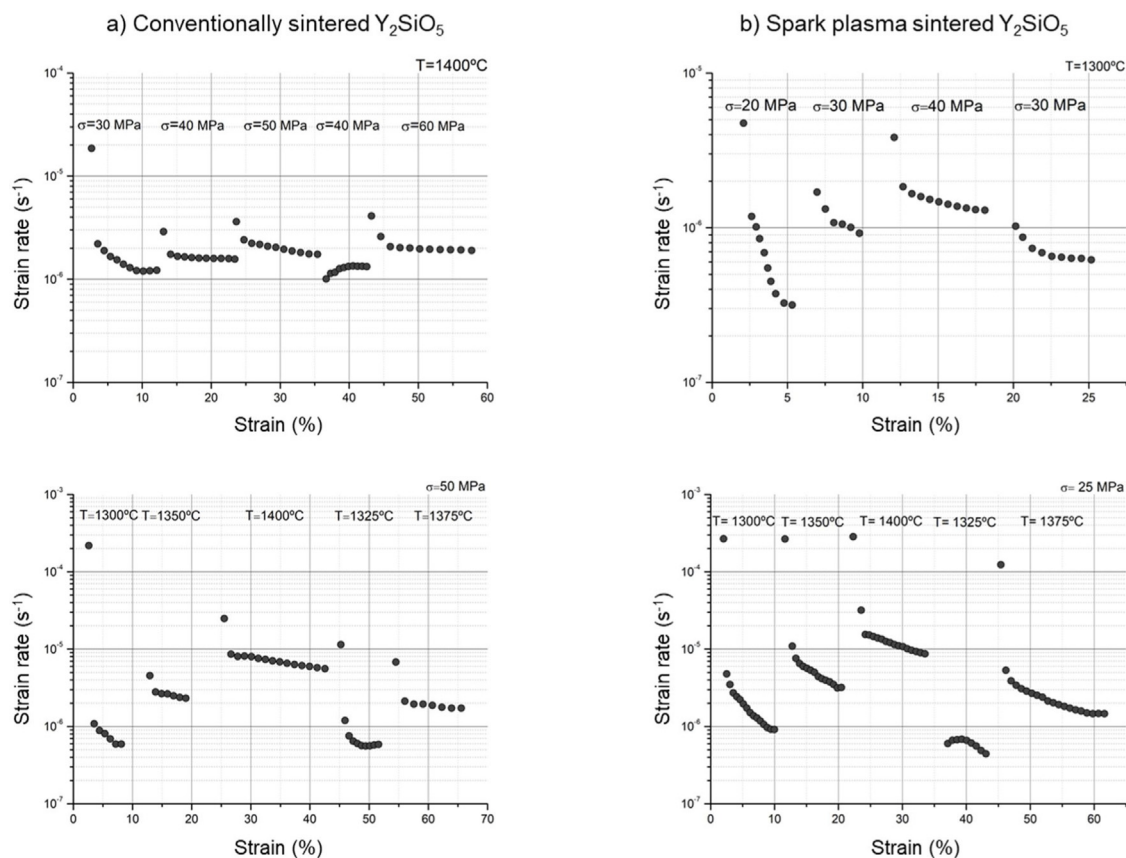 a) Conventionally sintered Y₂SiO₅
b) Spark plasma sintered Y₂SiO₅
10⁻⁴
T=1400ºC
σ=30 MPa σ=40 MPa σ=50 MPa σ=40 MPa σ=60 MPa
10⁻⁵
Strain rate (s⁻¹)
10⁻⁶
10⁻⁷
0 10 20 30 40 50 60
Strain (%)
10⁻⁵
T=1300ºC
σ=20 MPa σ=30 MPa σ=40 MPa σ=30 MPa
Strain rate (s⁻¹)
10⁻⁶
10⁻⁷
0 5 10 15 20 25
Strain (%)
10⁻³
σ=50 MPa
T=1300ºC T=1350ºC T=1400ºC T=1325ºC T=1375ºC
10⁻⁴
Strain rate (s⁻¹)
10⁻⁵
10⁻⁶
10⁻⁷
0 10 20 30 40 50 60 70
Strain (%)
10⁻³
σ= 25 MPa
T= 1300ºC T= 1350ºC T= 1400ºC T= 1325ºC T= 1375ºC
10⁻⁴
Strain rate (s⁻¹)
10⁻⁵
10⁻⁶
10⁻⁷
0 10 20 30 40 50 60
Strain (%)